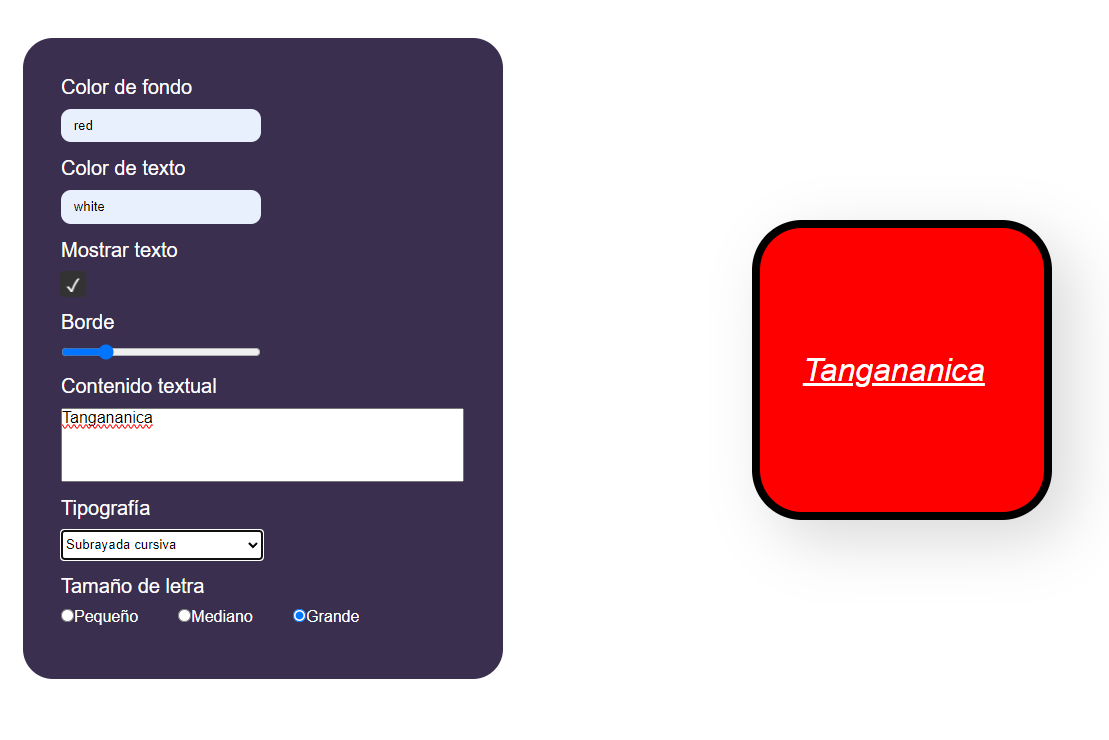 Color de fondo
red
Color de texto
white
Mostrar texto
✓
Borde
Contenido textual
Tangananica
Tipografía
Subrayada cursiva
Tamaño de letra
Pequeño Mediano Grande
Tangananica